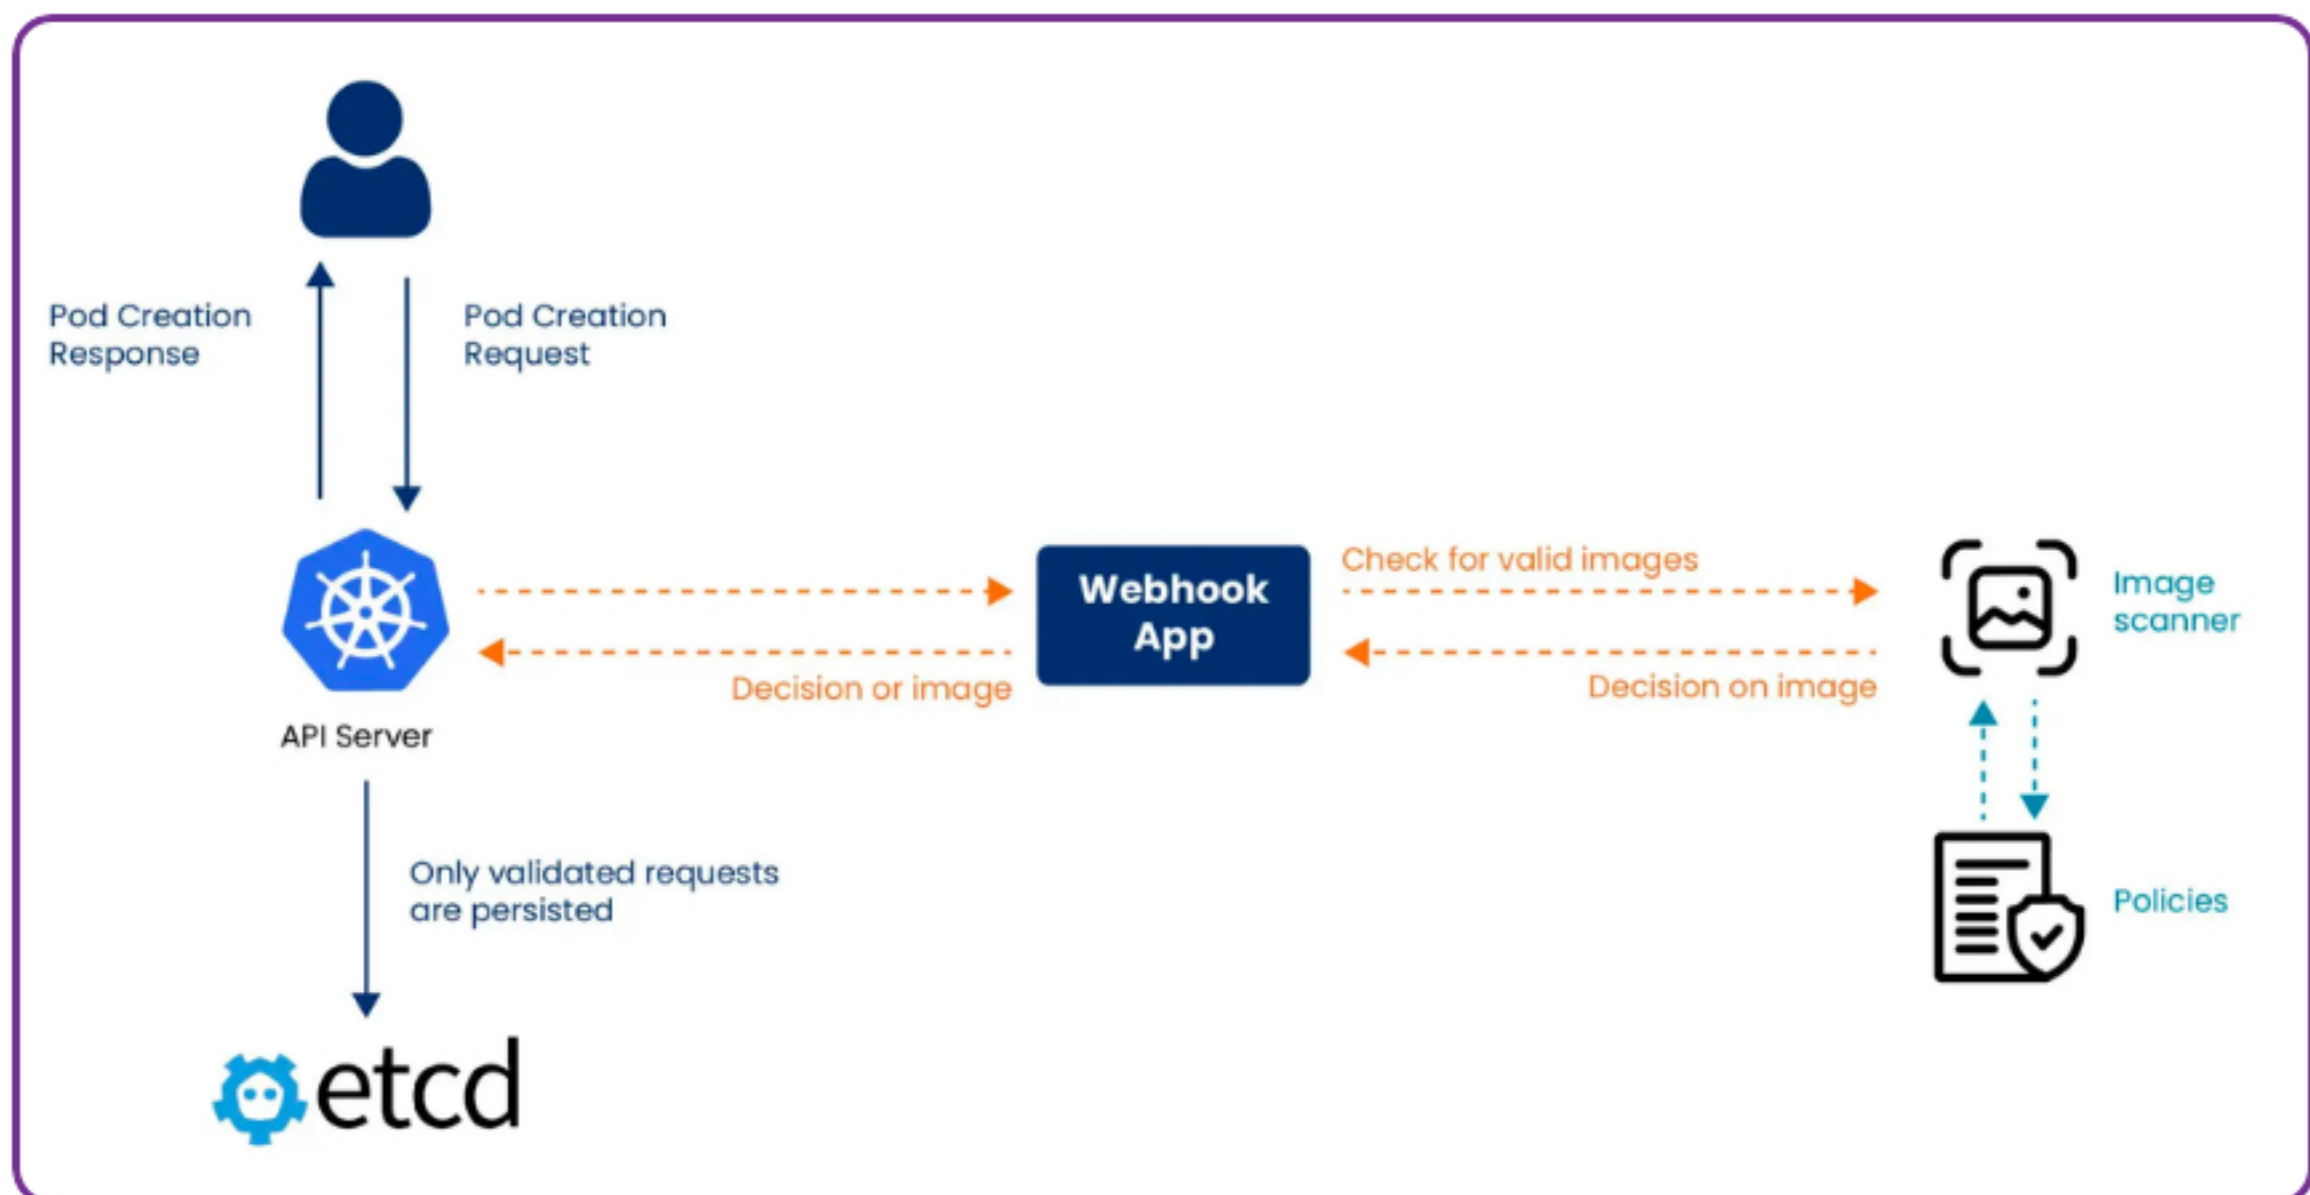 Pod Creation
Response
Pod Creation
Request
Check for valid images
Webhook
App
Image
scanner
Decision or image
Decision on image
API Server
Only validated requests
are persisted
Policies
etcd